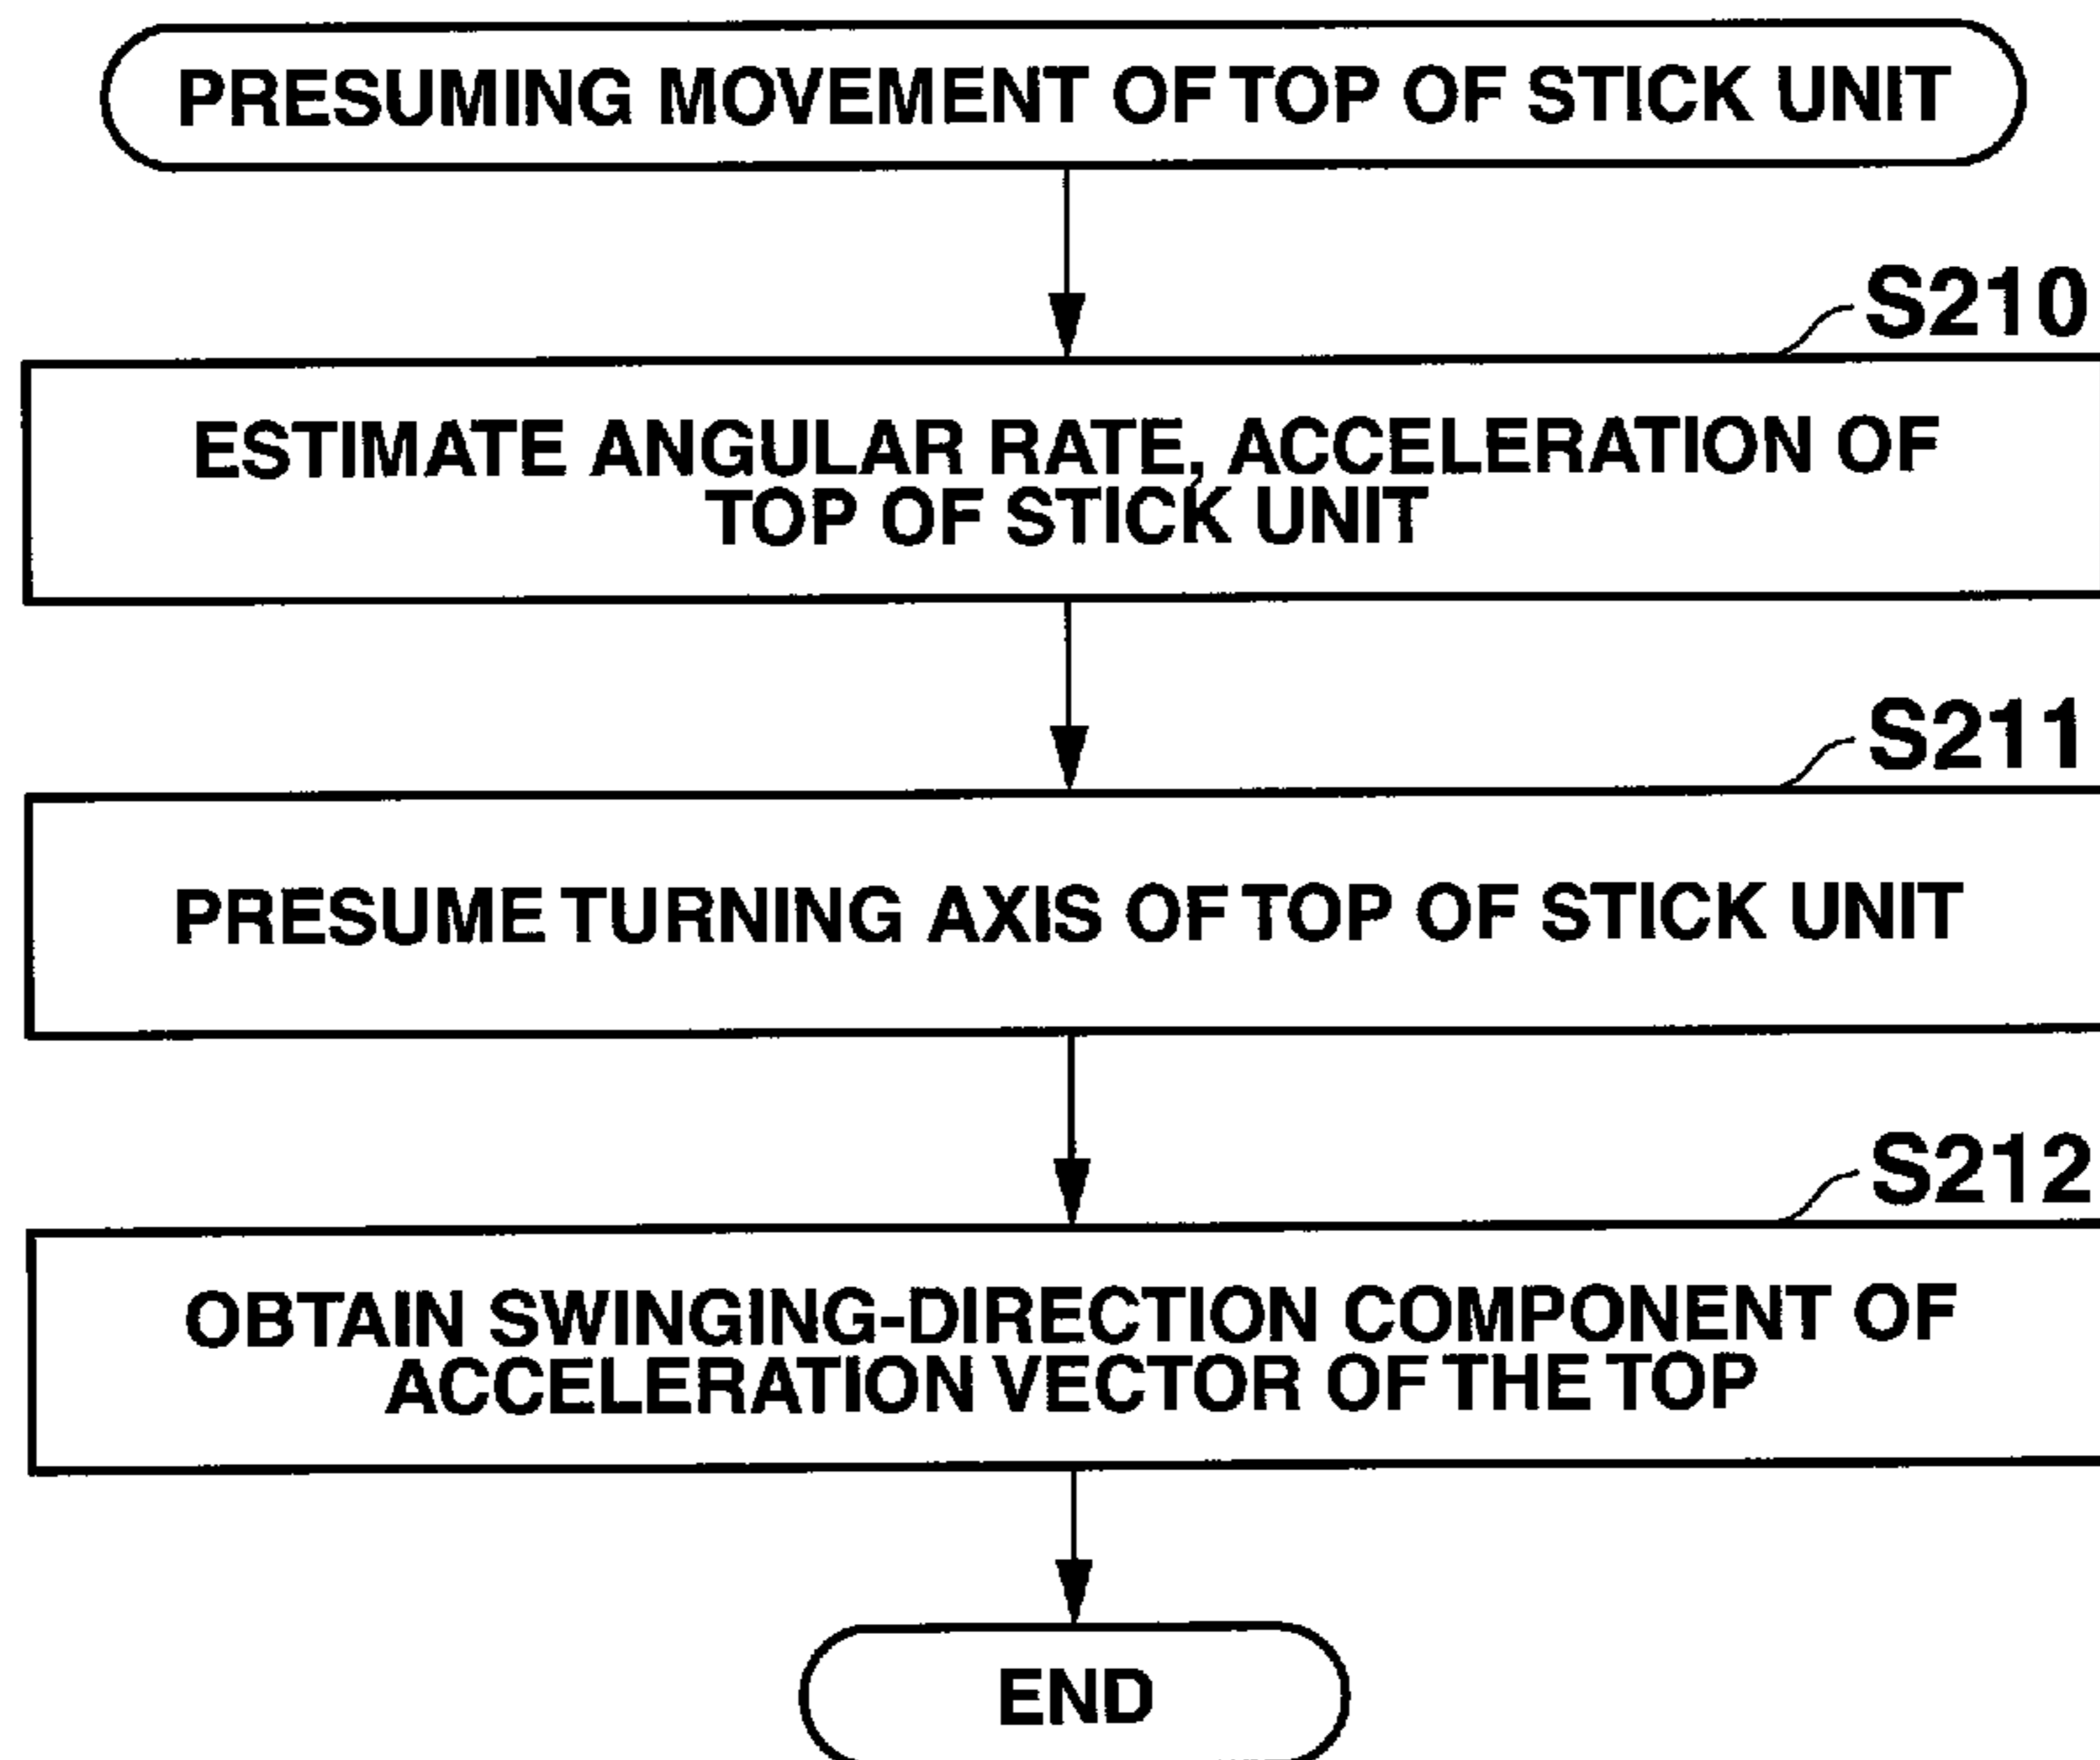 PRESUMING MOVEMENT OF TOP OF STICK UNIT
S210
ESTIMATE ANGULAR RATE, ACCELERATION OF
TOP OF STICK UNIT
S211
PRESUME TURNING AXIS OF TOP OF STICK UNIT
S212
OBTAIN SWINGING-DIRECTION COMPONENT OF
ACCELERATION VECTOR OF THE TOP
END